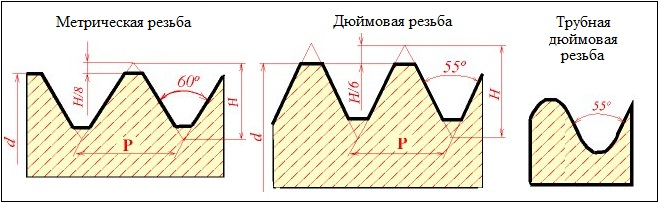 Метрическая резьба
Дюймовая резьба
Трубная
дюймовая
резьба
d
H/8
60º
H
P
d
H/6
55º
H
P
55º